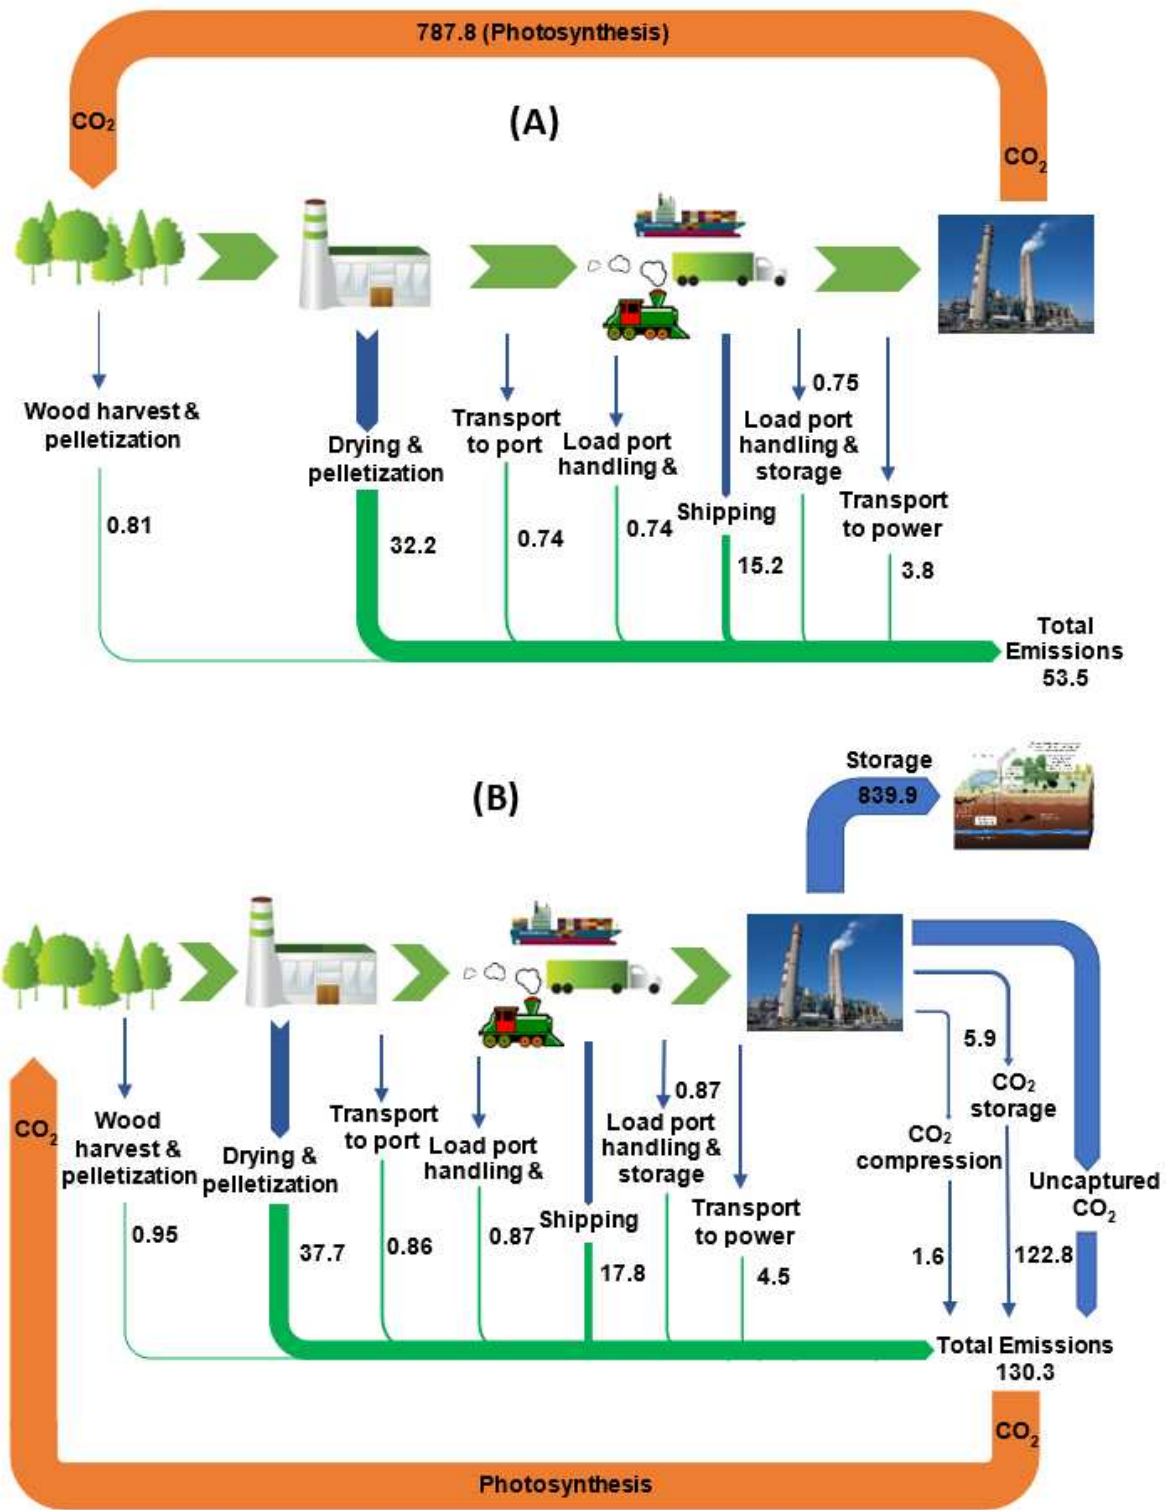 787.8 (Photosynthesis)
CO₂
(A)
CO₂
0.75
Wood harvest &
pelletization
Drying &
pelletization
Transport
to port
Load port
handling &
Load port
handling &
storage
Shipping
Transport
to power
0.81
32.2
0.74
0.74
15.2
3.8
Total
Emissions
53.5
Storage
839.9
(B)
5.9
CO₂
storage
CO₂
Wood
harvest &
pelletization
Drying &
pelletization
Transport
to port
Load port
handling &
0.87
Load port
handling &
storage
Shipping
Transport
to power
CO₂
compression
Uncaptured
CO₂
0.95
37.7
0.86
0.87
17.8
4.5
1.6
122.8
Total Emissions
130.3
CO₂
Photosynthesis